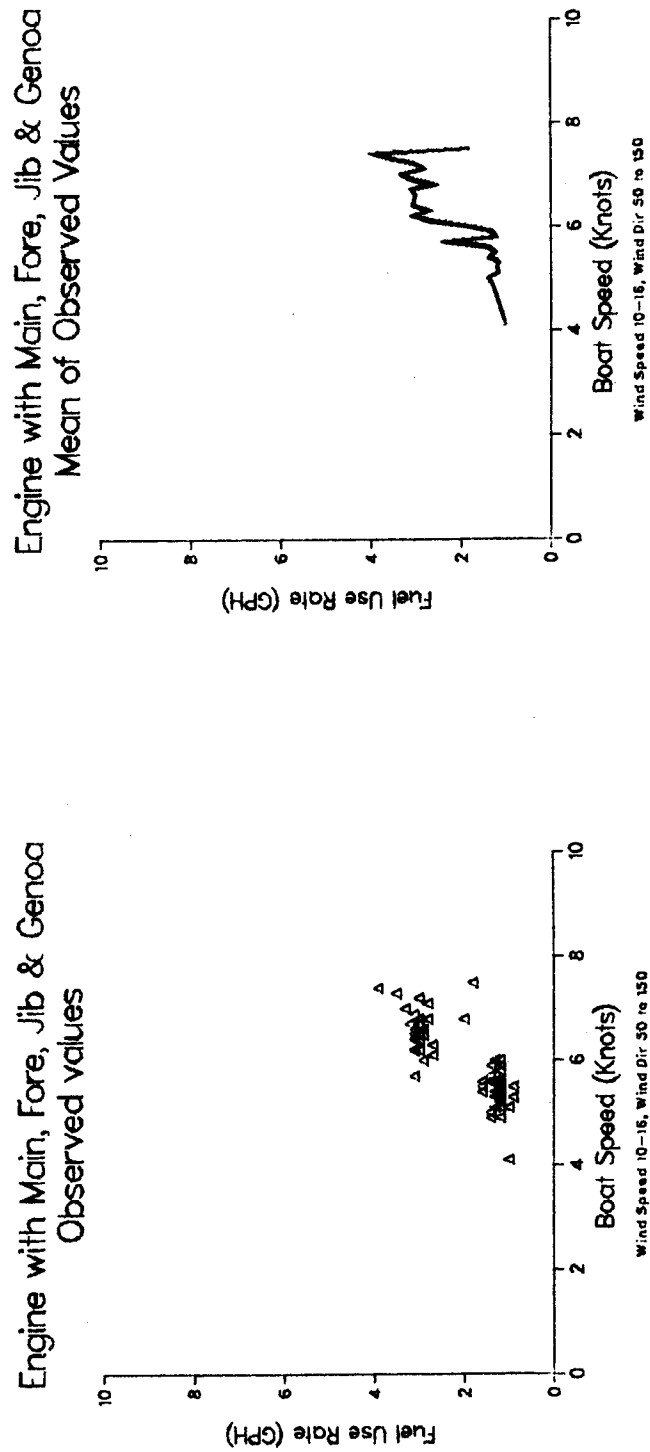 Engine with Main, Fore, Jib & Genoa
Observed values
Fuel Use Rate (GPH)
10
8
6
4
2
0
0
2
4
6
8
10
Boat Speed (Knots)
Wind Speed 10-16, Wind Dir 50 to 150
Engine with Main, Fore, Jib & Genoa
Mean of Observed Values
Fuel Use Rate (GPH)
10
8
6
4
2
0
0
2
4
6
8
10
Boat Speed (Knots)
Wind Speed 10-16, Wind Dir 50 to 150